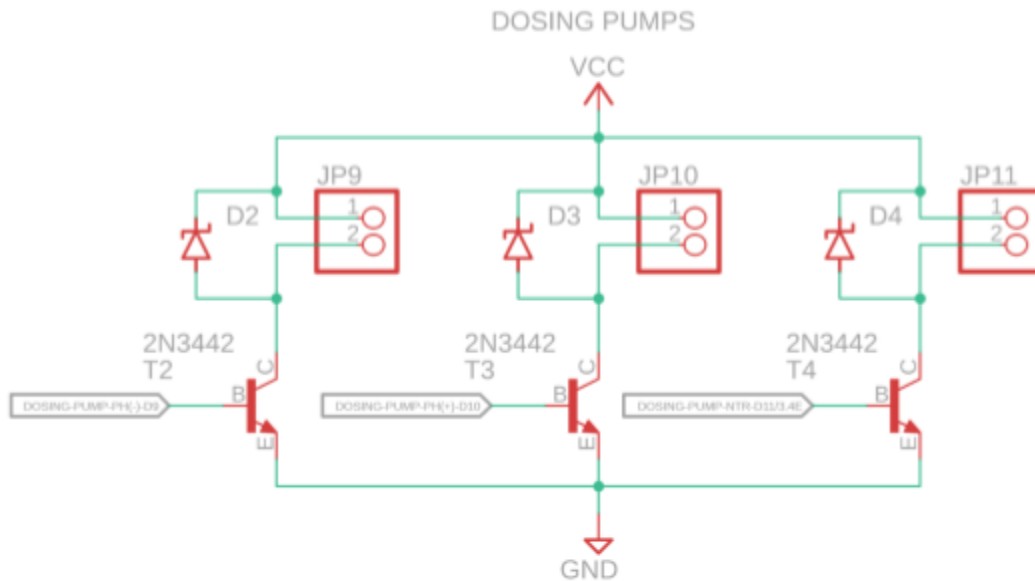 DOSING PUMPS
VCC
JP9
JP10
JP11
1
1
1
D2
D3
D4
2
2
2
2N3442
2N3442
2N3442
T2
T3
T4
C
C
C
B
B
B
DOSING-PUMP-PH(-)-D9
DOSING-PUMP-PH(+)-D10
DOSING-PUMP-NTR-D11/3.4E
E
E
E
GND